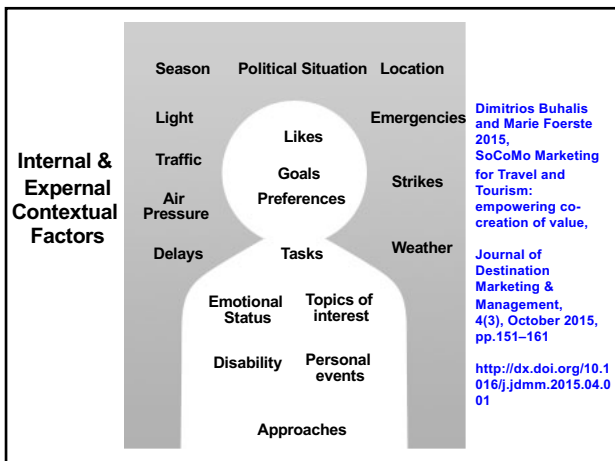 Internal &
Expernal
Contextual
Factors
Season Political Situation Location
Light
Traffic
Air
Pressure
Delays
Likes
Goals
Preferences
Tasks
Emotional
Status
Topics of
interest
Disability
Personal
events
Approaches
Emergencies
Strikes
Weather
Dimitrios Buhalis
and Marie Foerste
2015,
SoCoMo Marketing
for Travel and
Tourism:
empowering co-
creation of value,
Journal of
Destination
Marketing &
Management,
4(3), October 2015,
pp.151–161
http://dx.doi.org/10.1
016/j.jdmm.2015.04.0
01